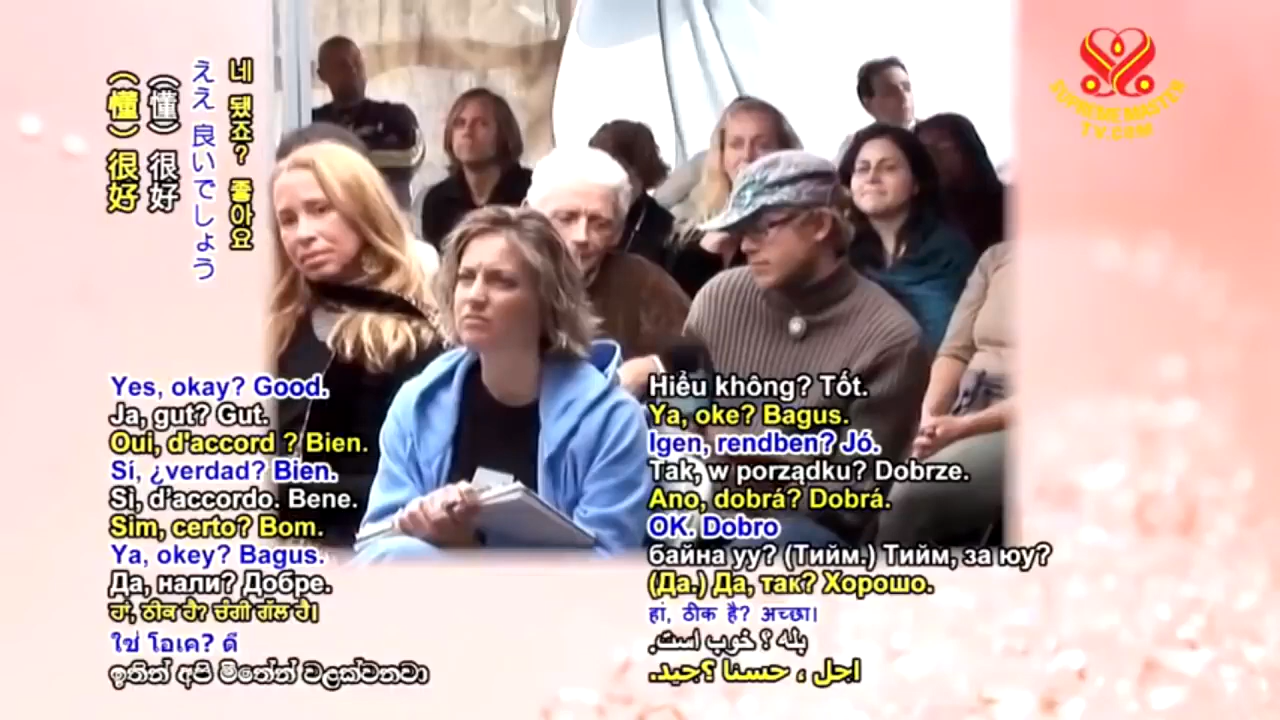 네 됐죠? 좋아요
ええ 良いでしょう
(懂) 很好
(懂) 很好
SUPREME MASTER
TV.COM
Yes, okay? Good.
Ja, gut? Gut.
Oui, d'accord ? Bien.
Sí, ¿verdad? Bien.
Sì, d'accordo. Bene.
Sim, certo? Bom.
Ya, okey? Bagus.
Да, нали? Добре.
ਹਾਂ, ਠੀਕ ਹੈ? ਚੰਗੀ ਗੱਲ ਹੈ।
ใช่ โอเค? ดี
ඉතින් අපි මීතේන් වළක්වනවා
Hiểu không? Tốt.
Ya, oke? Bagus.
Igen, rendben? Jó.
Tak, w porządku? Dobrze.
Ano, dobrá? Dobrá.
OK. Dobro
байна уу? (Тийм.) Тийм, за юу?
(Да.) Да, так? Хорошо.
हां, ठीक है? अच्छा।
بله ؟ خوب است.
اجل ، حسنا ؟جيد.